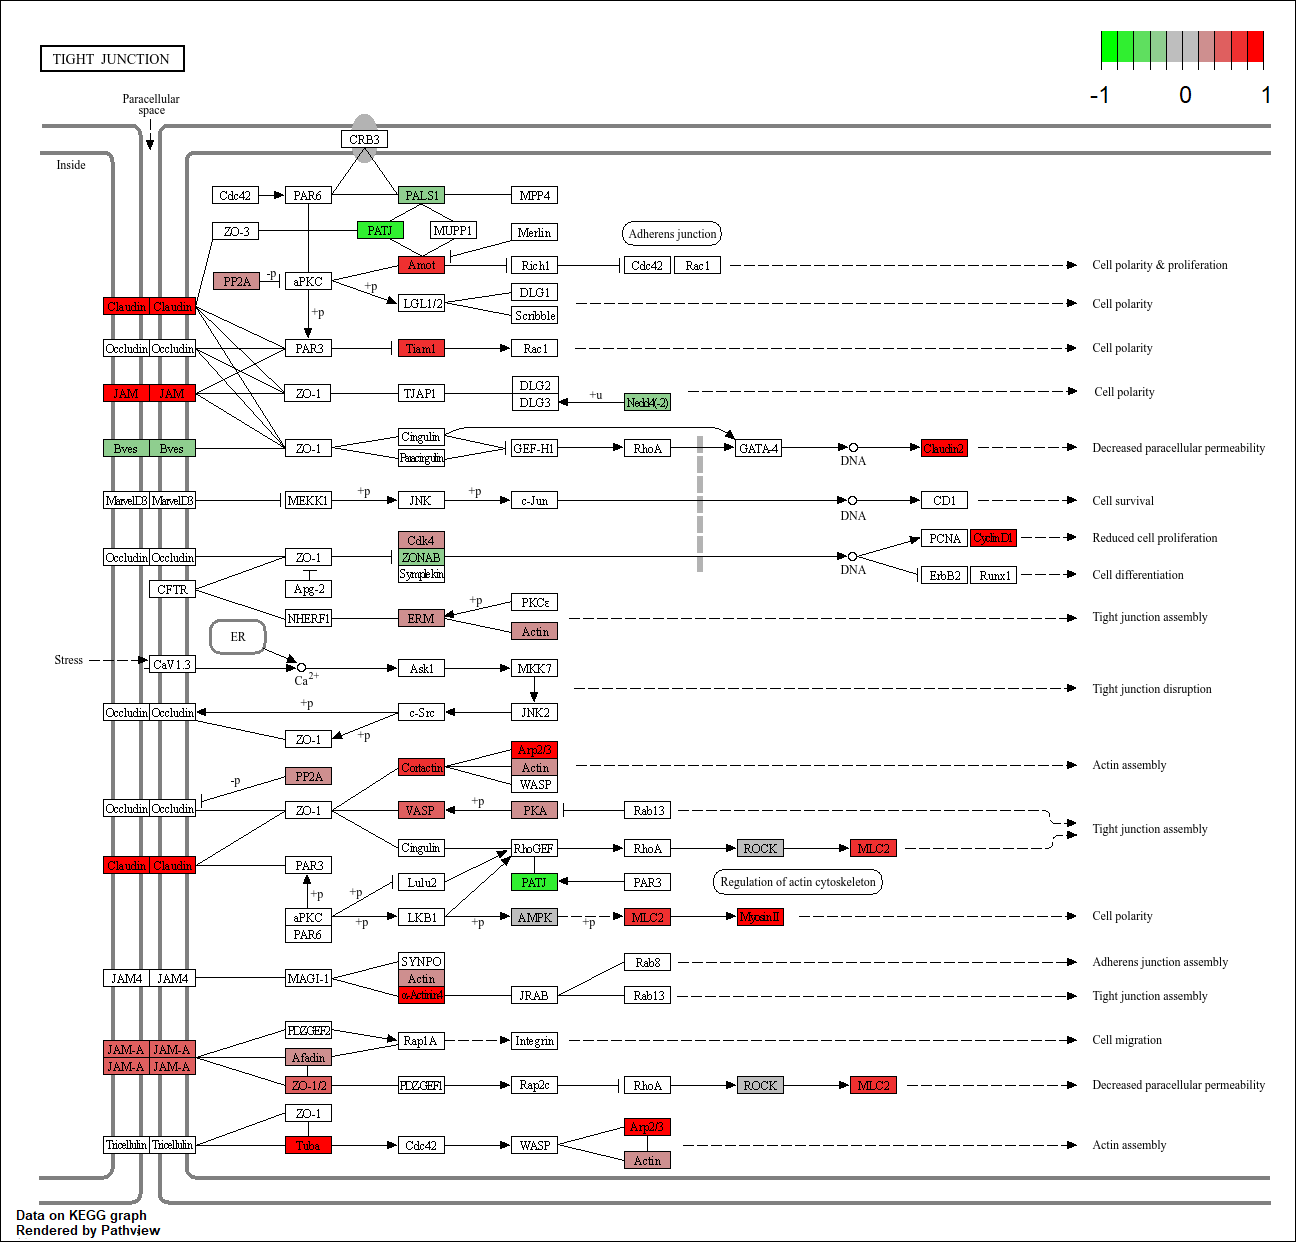 TIGHT JUNCTION
-1 0 1
Paracellular
space
CRB3
Inside
Cdc42 PAR6 PALS1 MPP4
ZO-3 PATJ MUPP1 Merlin Adherens junction
Amot Rich1 Cdc42 Rac1 Cell polarity & proliferation
PP2A -p aPKC +p
DLG1
Claudin Claudin LGL1/2 Cell polarity
+p Scribble
Occludin Occludin PAR3 Tiam1 Rac1 Cell polarity
DLG2
JAM JAM ZO-1 TJAP1 +u Cell polarity
DLG3 Nedd4(-2)
Cingulin
Bves Bves ZO-1 GEF-H1 RhoA GATA-4 DNA Claudin2 Decreased paracellular permeability
Paracingulin
MarvelD3 MarvelD3 MEKK1 +p JNK +p c-Jun DNA CD1 Cell survival
Cdk4 PCNA CyclinD1 Reduced cell proliferation
Occludin Occludin ZO-1 ZONAB DNA
Symplekin ErbB2 Runx1 Cell differentiation
CFTR Apg-2
+p PKCε
NHERF1 ERM Tight junction assembly
Actin
ER
Stress CaV1.3 Ca2+ Ask1 MKK7
Tight junction disruption
+p
Occludin Occludin c-Src JNK2
ZO-1 +p
Arp2/3
PP2A Cortactin Actin Actin assembly
-p WASP
Occludin Occludin ZO-1 VASP +p PKA Rab13
Tight junction assembly
Cingulin RhoGEF RhoA ROCK MLC2
Claudin Claudin PAR3
+p +p Lulu2 PATJ PAR3 Regulation of actin cytoskeleton
aPKC +p LKB1 +p AMPK +p MLC2 MyosinII Cell polarity
PAR6
SYNPO Rab8 Adherens junction assembly
JAM4 JAM4 MAGI-1 Actin
α-Actinin4 JRAB Rab13 Tight junction assembly
PDZGEF2
Rap1A Integrin Cell migration
JAM-A JAM-A
Afadin
JAM-A JAM-A
ZO-1/2 PDZGEF1 Rap2c RhoA ROCK MLC2 Decreased paracellular permeability
ZO-1
Arp2/3
Tricellulin Tricellulin Tuba Cdc42 WASP Actin assembly
Actin
Data on KEGG graph
Rendered by Pathview